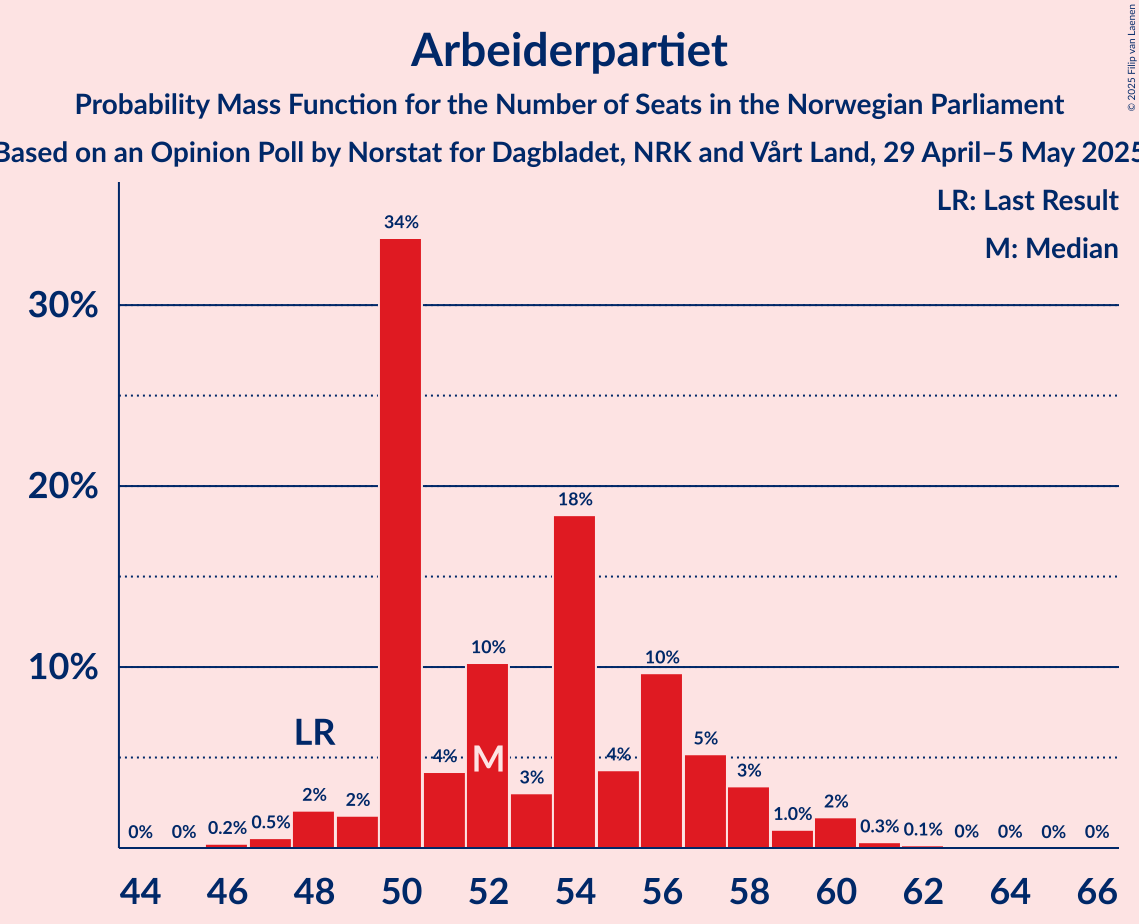 Arbeiderpartiet
Probability Mass Function for the Number of Seats in the Norwegian Parliament
Based on an Opinion Poll by Norstat for Dagbladet, NRK and Vårt Land, 29 April–5 May 2025
© 2025 Filip van Laenen
LR: Last Result
M: Median
34%
30%
20%
18%
10%
10%
10%
LR
5%
4%
4%
M
3%
3%
2%
2%
2%
1.0%
0.5%
0.2%
0.3%
0.1%
0%
0%
0%
0%
0%
0%
44 46 48 50 52 54 56 58 60 62 64 66